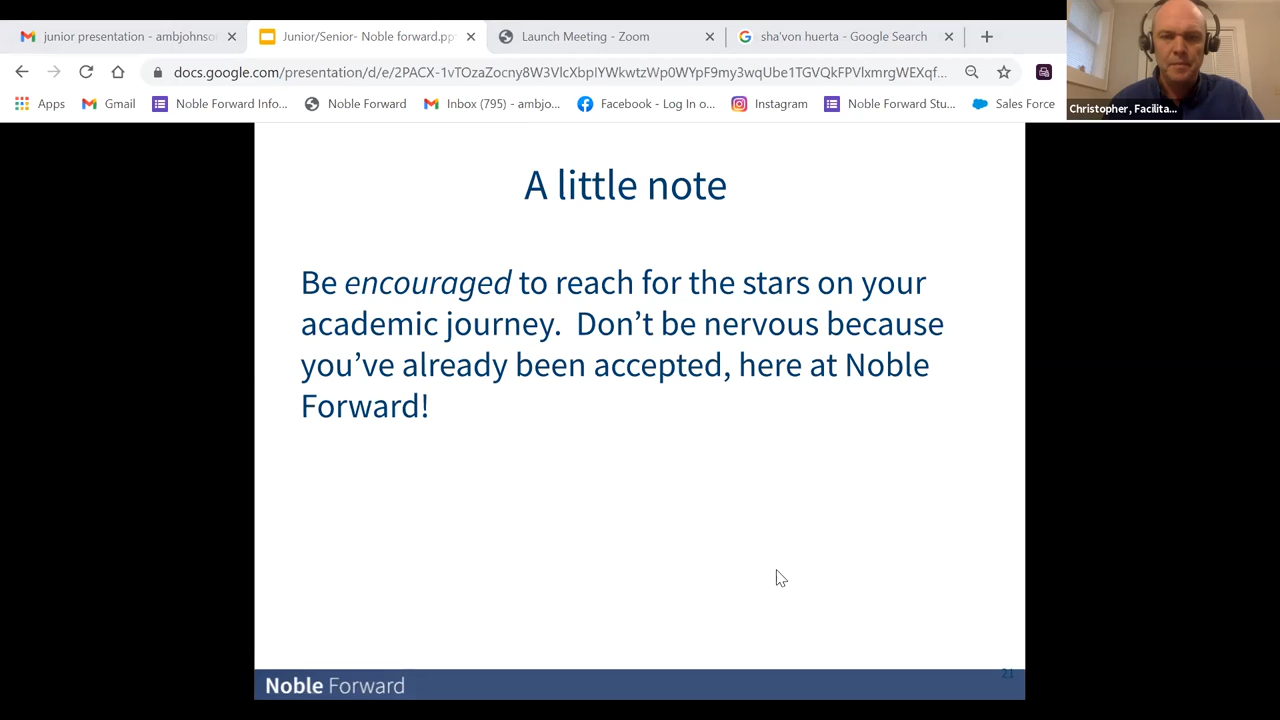 junior presentation - ambjohnso
Junior/Senior- Noble forward.pp
Launch Meeting - Zoom
sha'von huerta - Google Search
docs.google.com/presentation/d/e/2PACX-1vTOzaZocny8W3VlcXbpIYWkwtzWp0WYpF9my3wqUlbe1TGVQkFPVlxmrgWEXqf...
Apps
Gmail
Noble Forward Info...
Noble Forward
Inbox (795) - ambjo...
Facebook - Log In o...
Instagram
Noble Forward Stu...
Sales Force
Christopher, Facilita...
A little note
Be encouraged to reach for the stars on your
academic journey.  Don’t be nervous because
you’ve already been accepted, here at Noble
Forward!
21
Noble Forward